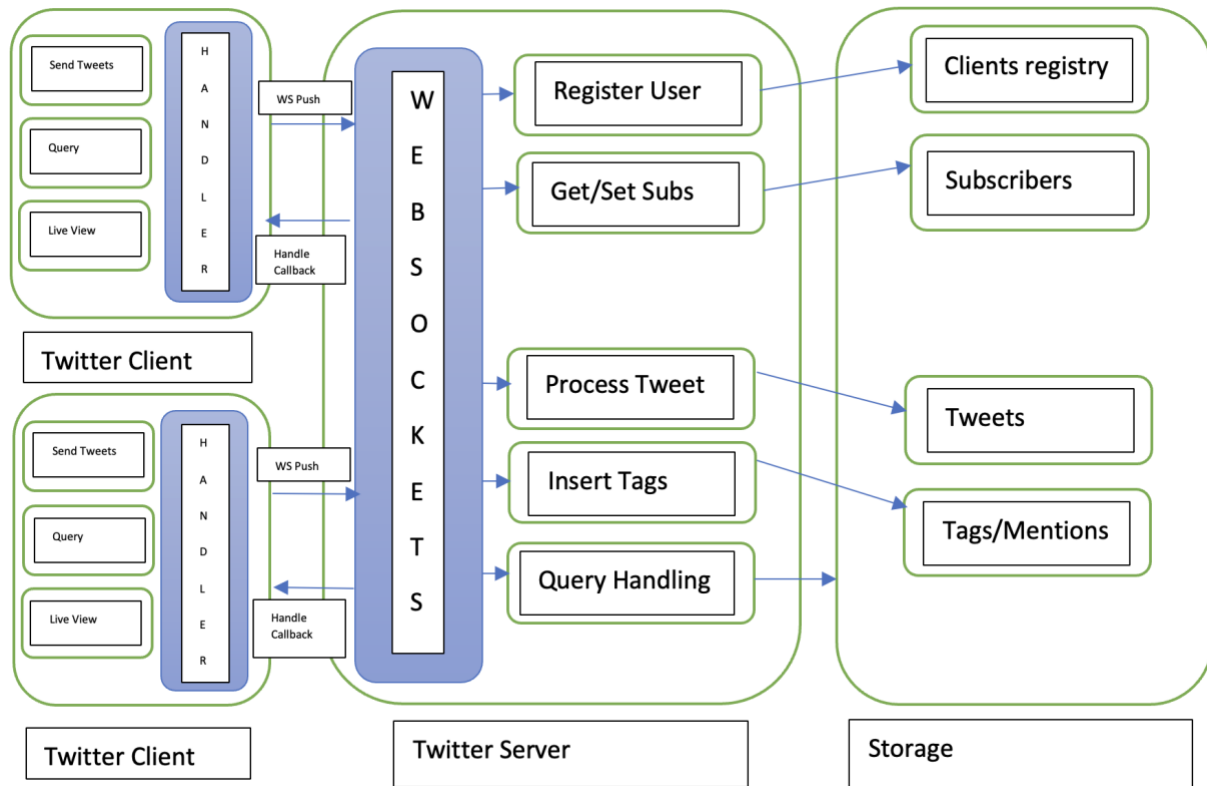 Send Tweets
Query
Live View
H
A
N
D
L
E
R
WS Push
Handle
Callback
Twitter Client
Send Tweets
Query
Live View
H
A
N
D
L
E
R
WS Push
Handle
Callback
Twitter Client
W
E
B
S
O
C
K
E
T
S
Register User
Get/Set Subs
Process Tweet
Insert Tags
Query Handling
Twitter Server
Clients registry
Subscribers
Tweets
Tags/Mentions
Storage